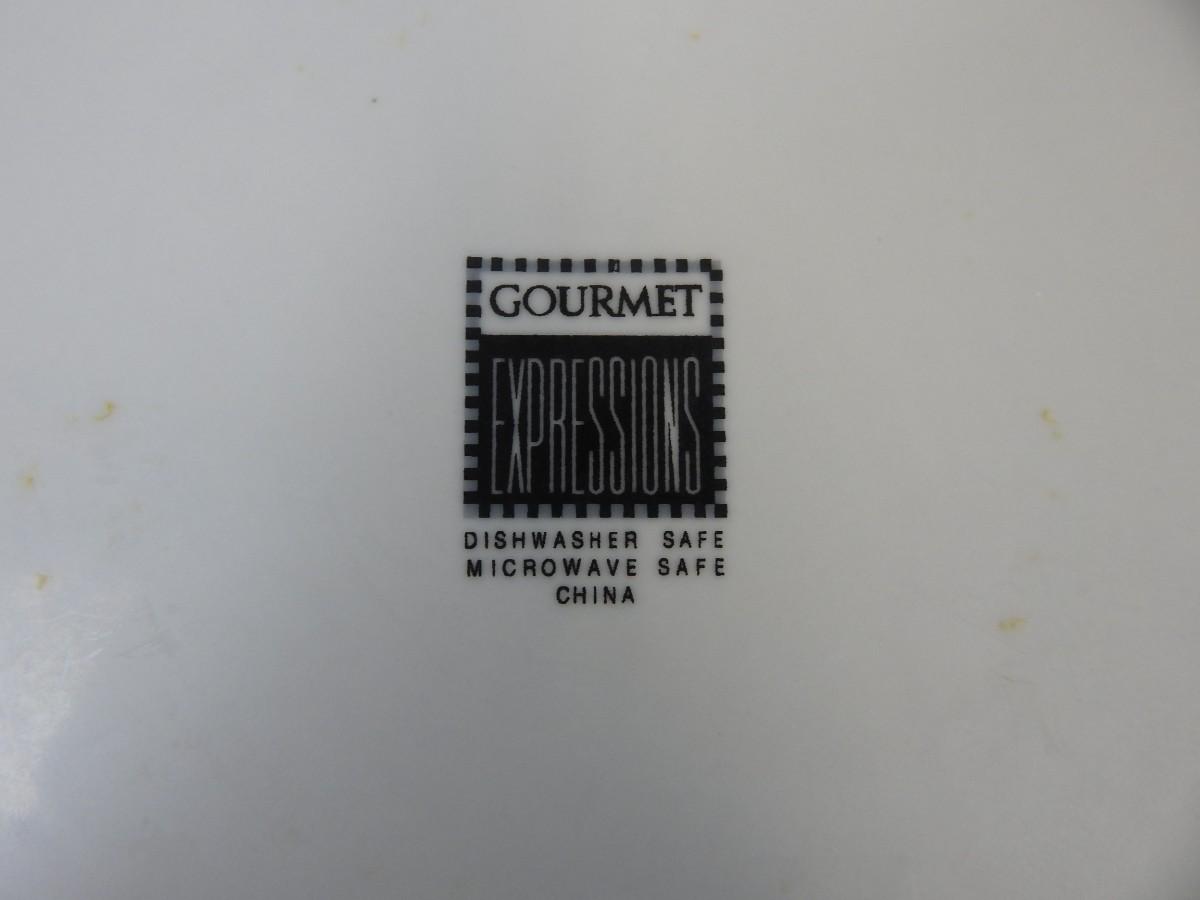 GOURMET
EXPRESSIONS
DISHWASHER SAFE
MICROWAVE SAFE
CHINA